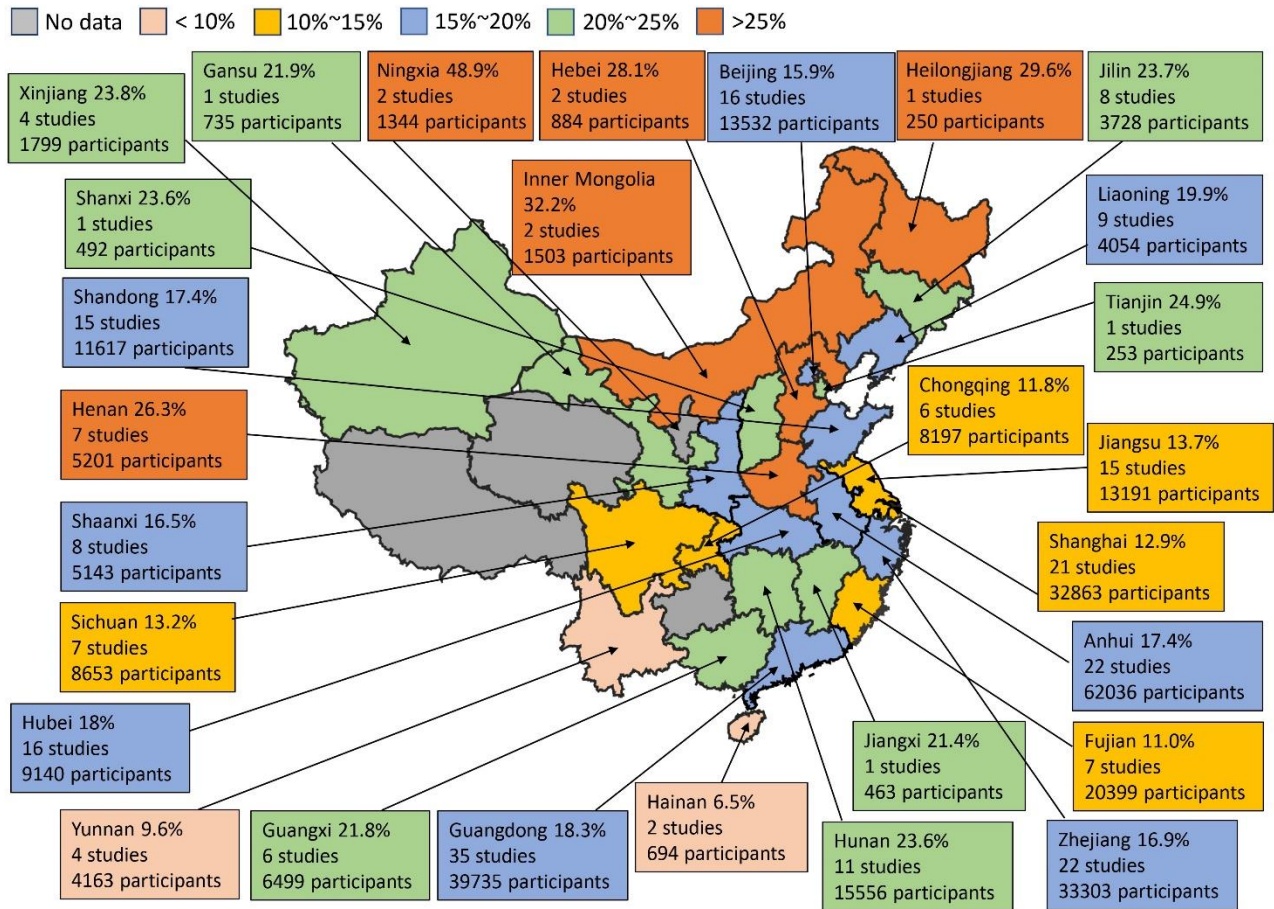 No data
< 10%
10%~15%
15%~20%
20%~25%
>25%
Xinjiang 23.8%
4 studies
1799 participants
Gansu 21.9%
1 studies
735 participants
Ningxia 48.9%
2 studies
1344 participants
Hebei 28.1%
2 studies
884 participants
Beijing 15.9%
16 studies
13532 participants
Heilongjiang 29.6%
1 studies
250 participants
Jilin 23.7%
8 studies
3728 participants
Shanxi 23.6%
1 studies
492 participants
Inner Mongolia
32.2%
2 studies
1503 participants
Liaoning 19.9%
9 studies
4054 participants
Shandong 17.4%
15 studies
11617 participants
Tianjin 24.9%
1 studies
253 participants
Henan 26.3%
7 studies
5201 participants
Chongqing 11.8%
6 studies
8197 participants
Jiangsu 13.7%
15 studies
13191 participants
Shaanxi 16.5%
8 studies
5143 participants
Shanghai 12.9%
21 studies
32863 participants
Sichuan 13.2%
7 studies
8653 participants
Anhui 17.4%
22 studies
62036 participants
Hubei 18%
16 studies
9140 participants
Jiangxi 21.4%
1 studies
463 participants
Fujian 11.0%
7 studies
20399 participants
Yunnan 9.6%
4 studies
4163 participants
Guangxi 21.8%
6 studies
6499 participants
Guangdong 18.3%
35 studies
39735 participants
Hainan 6.5%
2 studies
694 participants
Hunan 23.6%
11 studies
15556 participants
Zhejiang 16.9%
22 studies
33303 participants